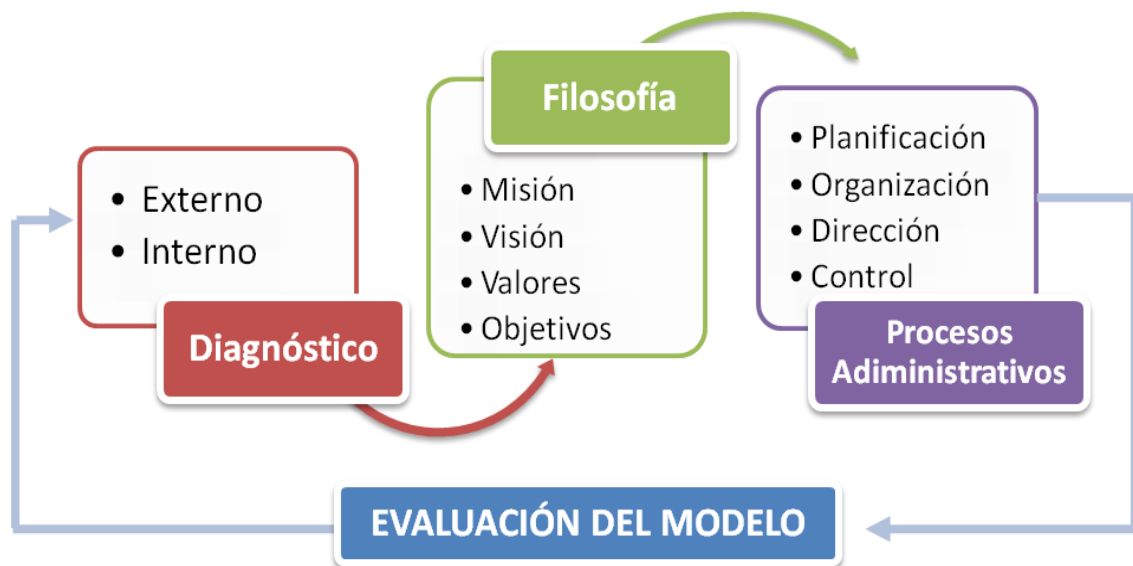 • Externo
• Interno
Diagnóstico
Filosofía
• Misión
• Visión
• Valores
• Objetivos
• Planificación
• Organización
• Dirección
• Control
Procesos
Adiministrativos
EVALUACIÓN DEL MODELO